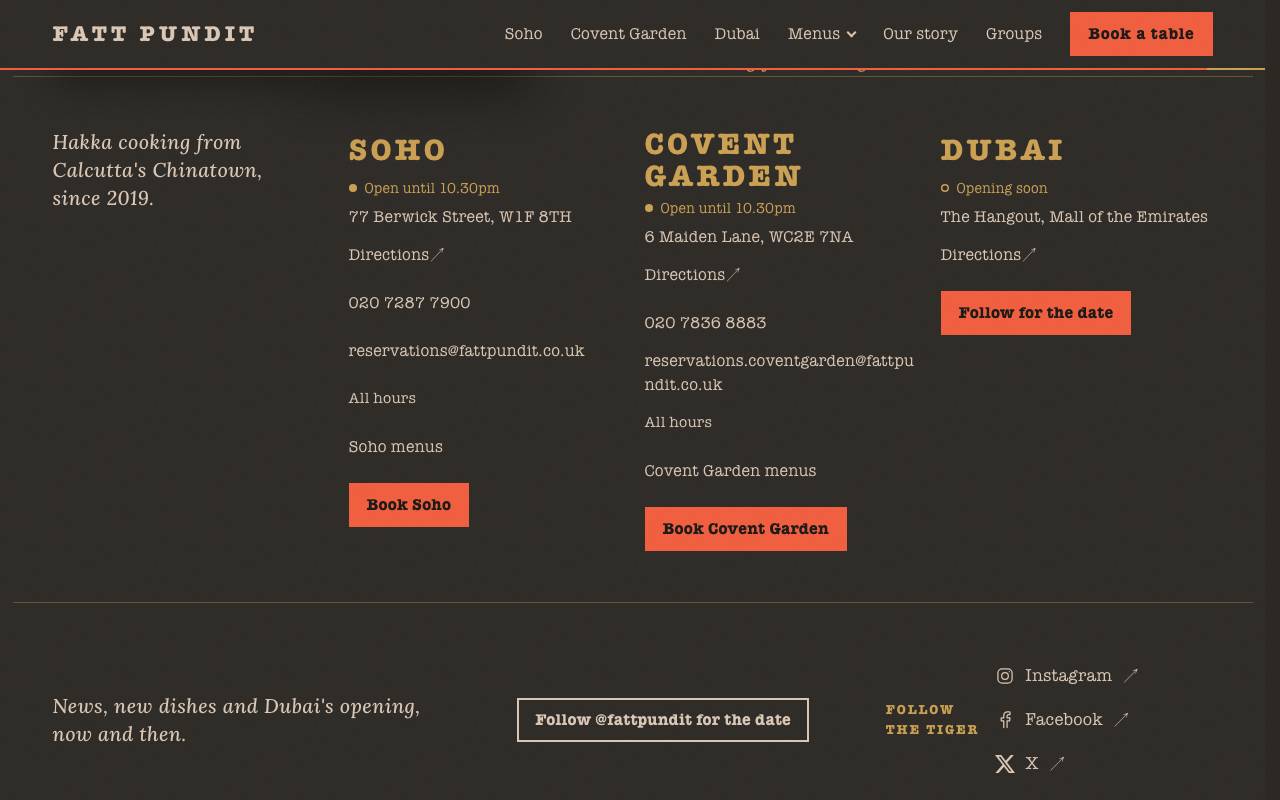 FATT PUNDIT
Soho
Covent Garden
Dubai
Menus
Our story
Groups
Book a table
Hakka cooking from
Calcutta's Chinatown,
since 2019.
SOHO
Open until 10.30pm
77 Berwick Street, W1F 8TH
Directions↗
020 7287 7900
reservations@fattpundit.co.uk
All hours
Soho menus
Book Soho
COVENT
GARDEN
Open until 10.30pm
6 Maiden Lane, WC2E 7NA
Directions↗
020 7836 8883
reservations.coventgarden@fattpu
ndit.co.uk
All hours
Covent Garden menus
Book Covent Garden
DUBAI
Opening soon
The Hangout, Mall of the Emirates
Directions↗
Follow for the date
News, new dishes and Dubai's opening,
now and then.
Follow @fattpundit for the date
FOLLOW
THE TIGER
Instagram ↗
Facebook ↗
X ↗